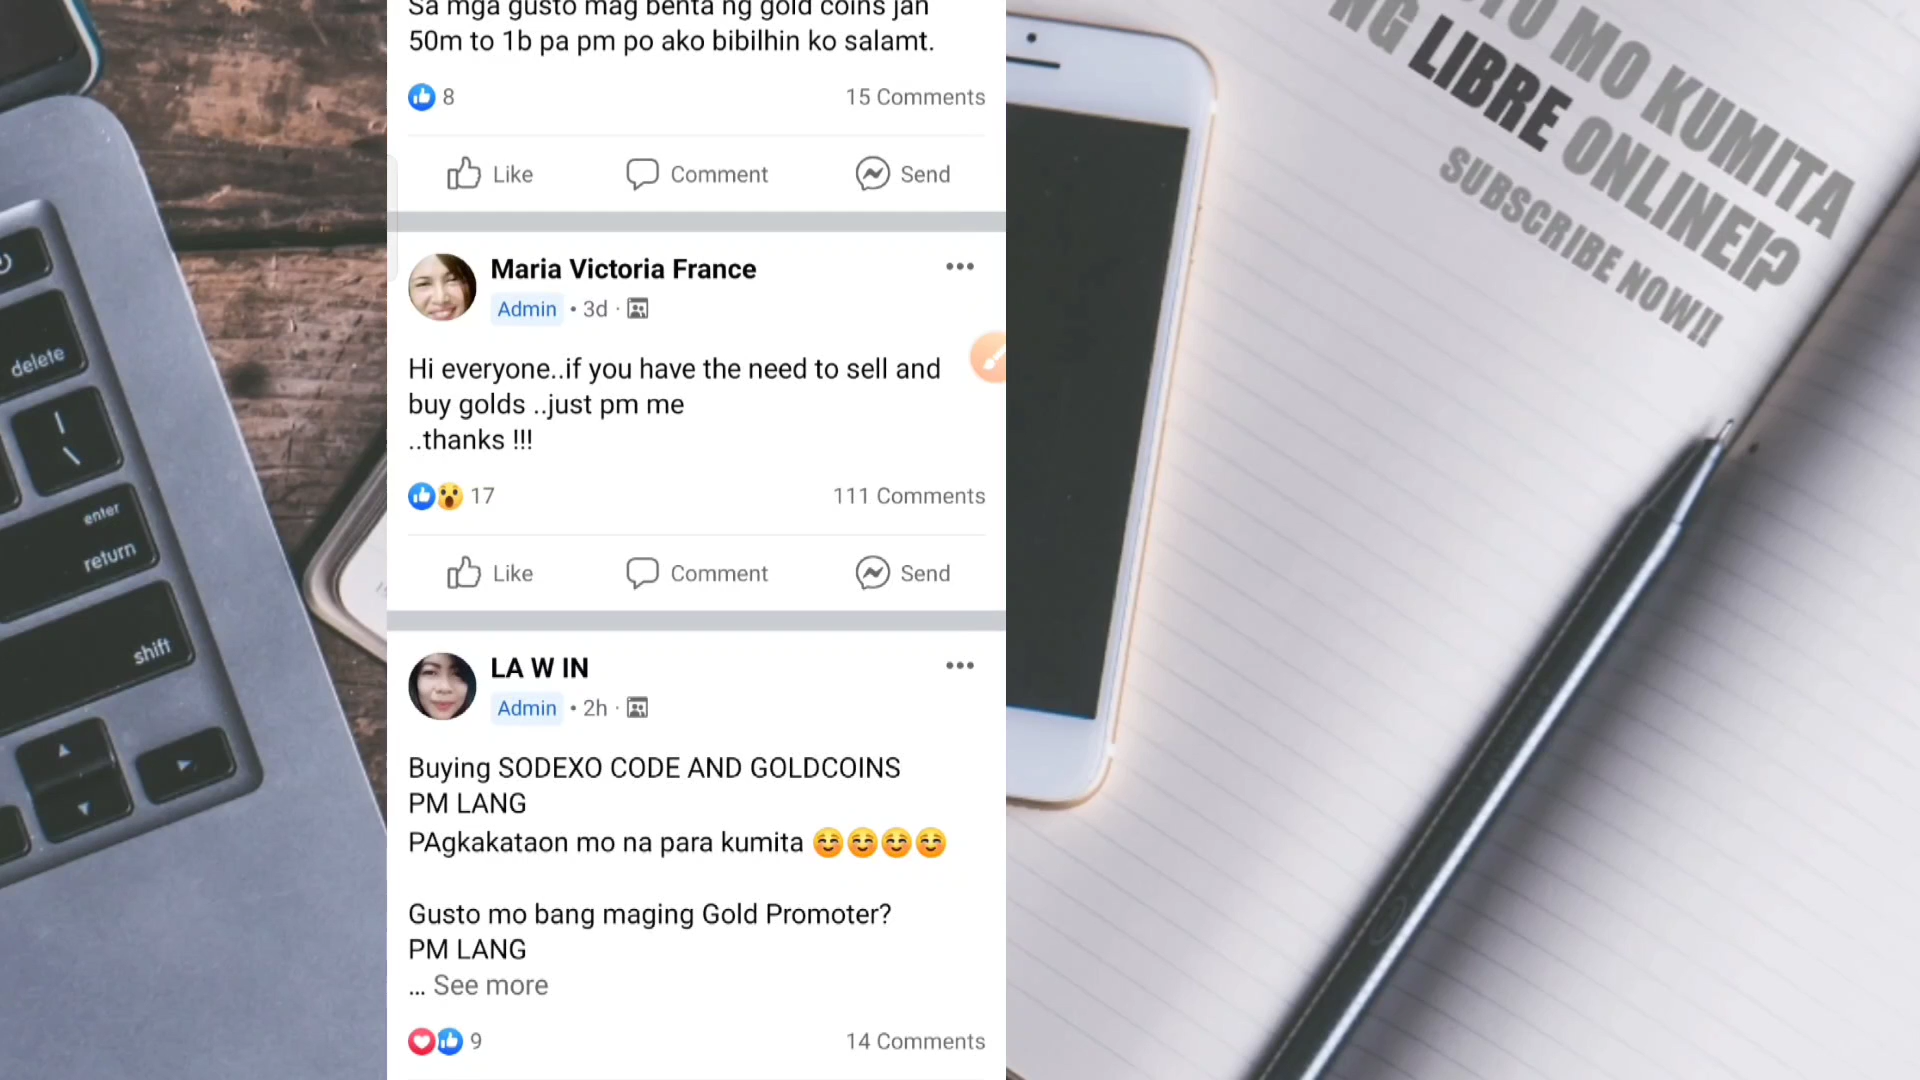 Sa mga gusto mag benta ng gold coins jan
50m to 1b pa pm po ako bibilhin ko salamt.
8
15 Comments
Like
Comment
Send
Maria Victoria France
Admin • 3d ·
Hi everyone..if you have the need to sell and
buy golds ..just pm me
..thanks !!!
17
111 Comments
Like
Comment
Send
LA W IN
Admin • 2h ·
Buying SODEXO CODE AND GOLDCOINS
PM LANG
PAgkakataon mo na para kumita ☺️☺️☺️☺️
Gusto mo bang maging Gold Promoter?
PM LANG
... See more
9
14 Comments
MO KUMITA
NG LIBRE ONLINE!?
SUBSCRIBE NOW!!
delete
enter
return
shift